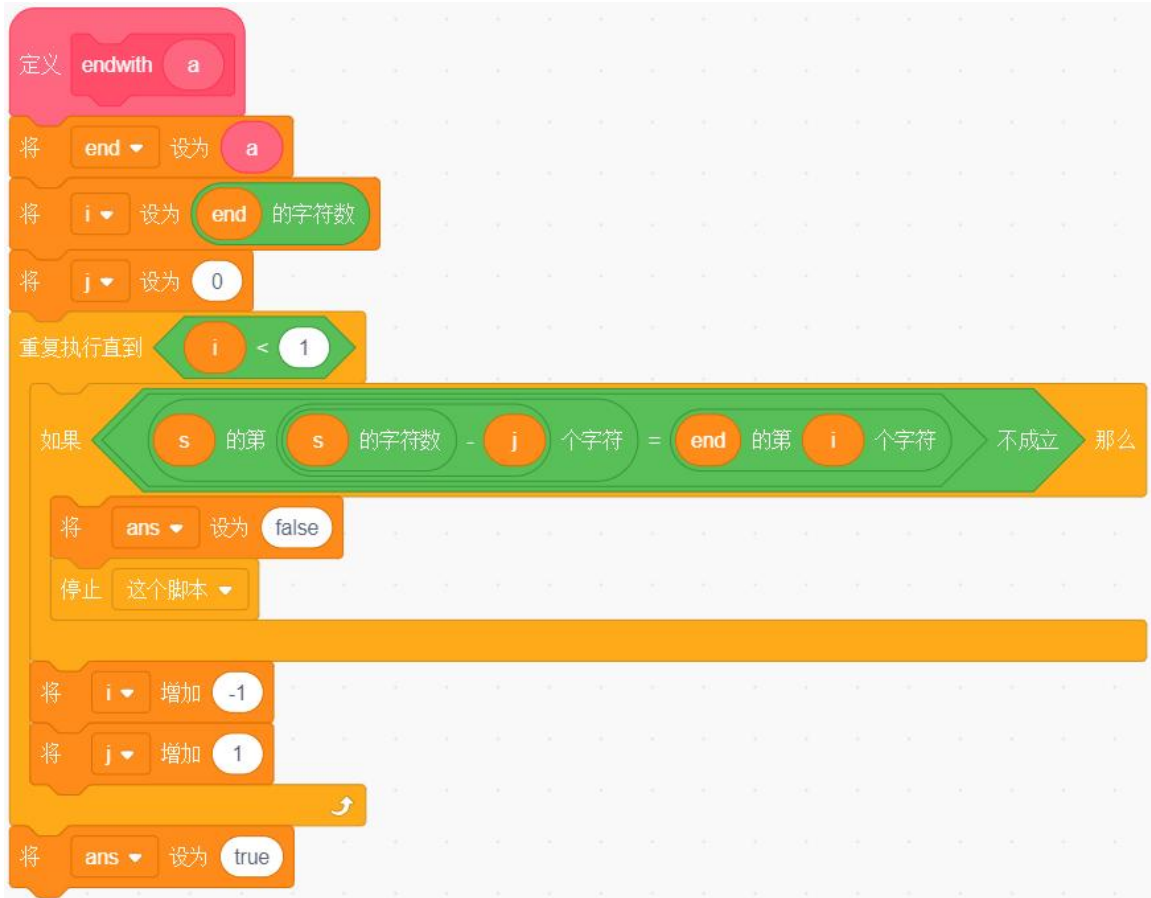 定义 endwith a
将 end 设为 a
将 i 设为 end 的字符数
将 j 设为 0
重复执行直到 i < 1
如果 s 的第 s 的字符数 - j 个字符 = end 的第 i 个字符 不成立 那么
将 ans 设为 false
停止 这个脚本
将 i 增加 -1
将 j 增加 1
将 ans 设为 true